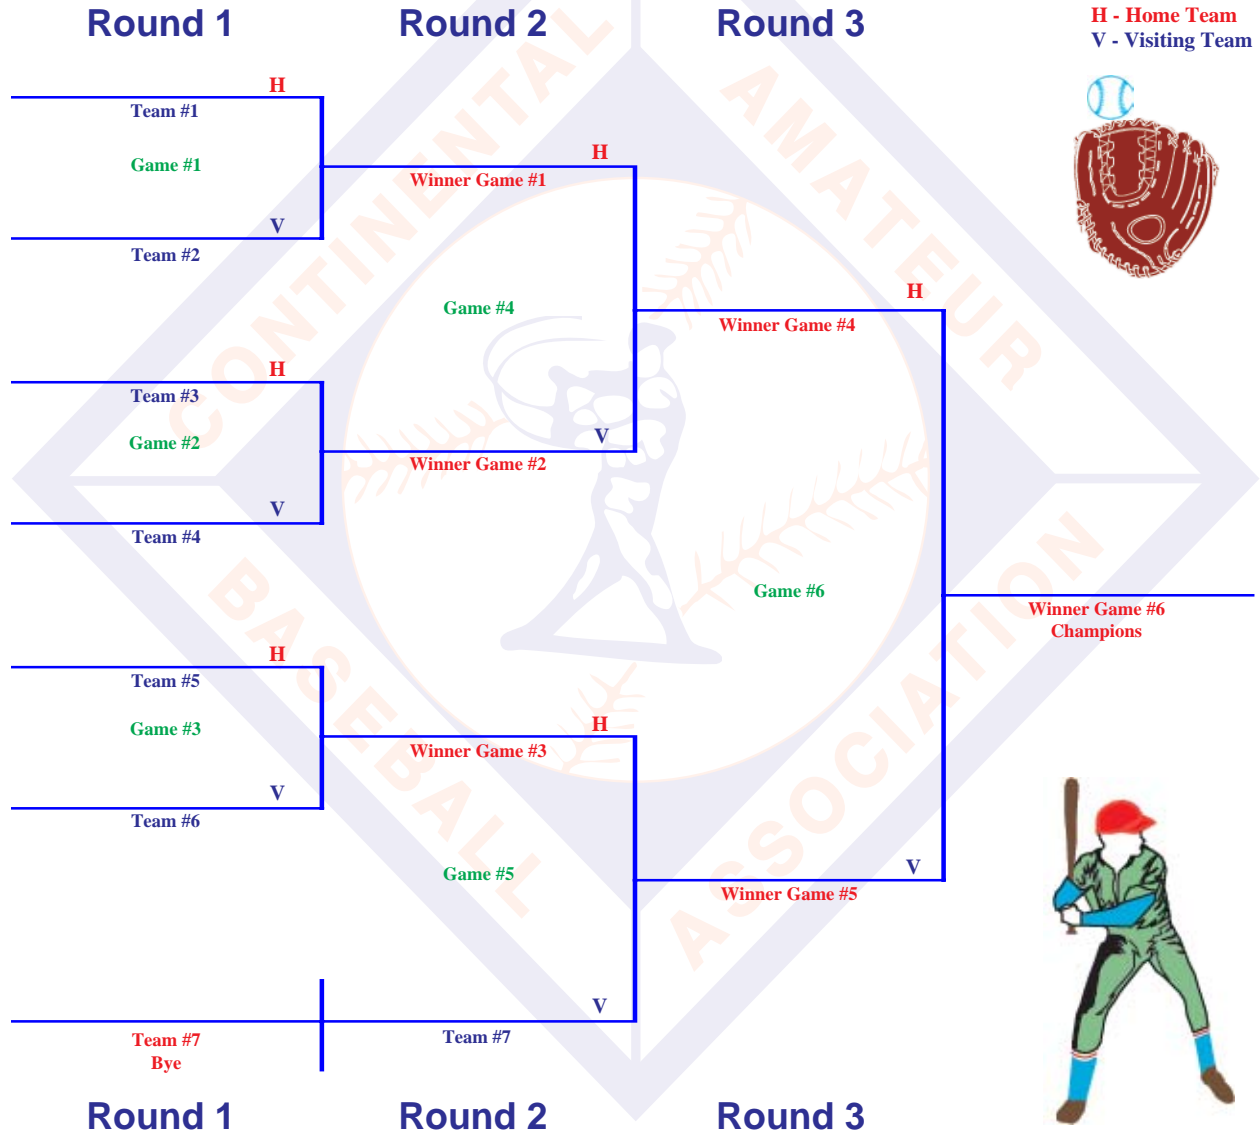 Round 1
Round 2
Round 3
H - Home Team
V - Visiting Team
H
Team #1
Game #1
V
Team #2
H
Winner Game #1
Game #4
H
Winner Game #4
H
Team #3
Game #2
V
Winner Game #2
V
Team #4
Game #6
Winner Game #6
Champions
H
Team #5
Game #3
H
Winner Game #3
V
Team #6
Game #5
V
Winner Game #5
V
Team #7
Bye
Team #7
Round 1
Round 2
Round 3
CONTINENTAL
AMATEUR
BASEBALL
ASSOCIATION